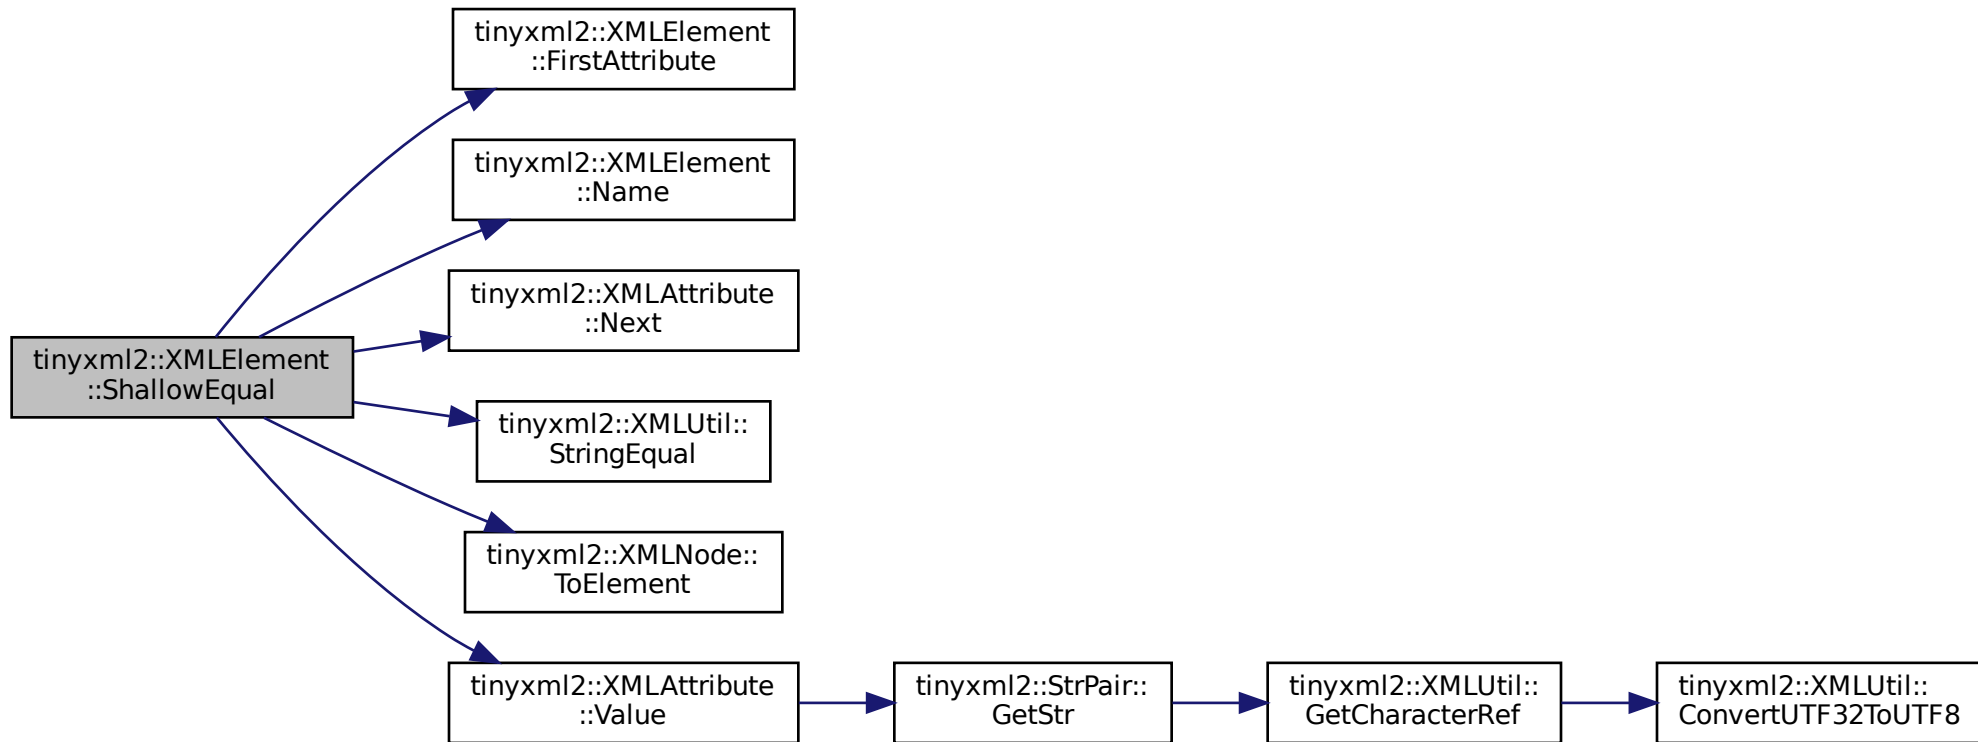 tinyxml2::XMLElement
::FirstAttribute
tinyxml2::XMLElement
::Name
tinyxml2::XMLAttribute
::Next
tinyxml2::XMLElement
::ShallowEqual
tinyxml2::XMLUtil::
StringEqual
tinyxml2::XMLNode::
ToElement
tinyxml2::XMLAttribute
::Value
tinyxml2::StrPair::
GetStr
tinyxml2::XMLUtil::
GetCharacterRef
tinyxml2::XMLUtil::
ConvertUTF32ToUTF8